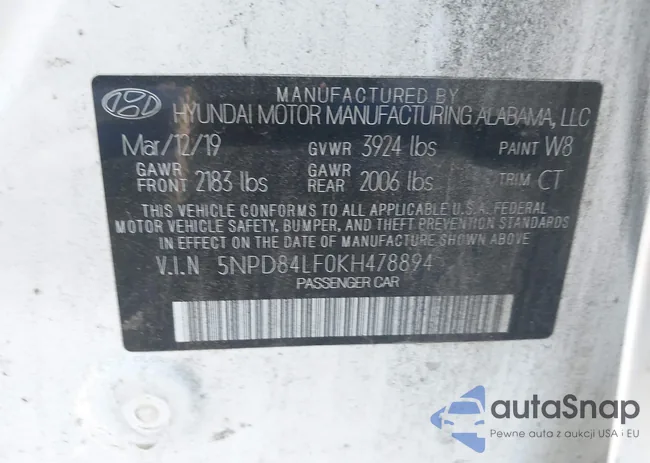 MANUFACTURED BY
HYUNDAI MOTOR MANUFACTURING ALABAMA, LLC
Mar/12/19 GVWR 3924 lbs PAINT W8
GAWR FRONT 2183 lbs GAWR REAR 2006 lbs TRIM CT
THIS VEHICLE CONFORMS TO ALL APPLICABLE U.S.A. FEDERAL
MOTOR VEHICLE SAFETY, BUMPER, AND THEFT PREVENTION STANDARDS
IN EFFECT ON THE DATE OF MANUFACTURE SHOWN ABOVE
V.I.N 5NPD84LF0KH478894
PASSENGER CAR
autoSnap
Pewne auta z aukcji USA i EU